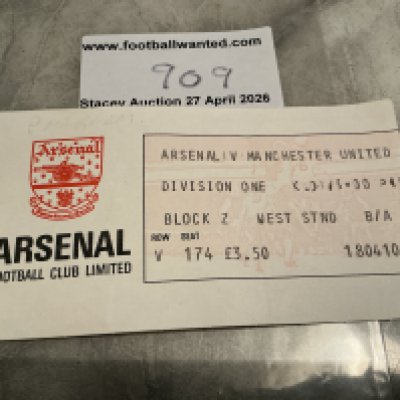 www.footballwanted.com
909
Stacey Auction 27 April 2026
Arsenal
ARSENAL
FOOTBALL CLUB LIMITED
ARSENAL V MANCHESTER UNITED
DIVISION ONE K.O.
BLOCK Z WEST STND B/A
ROW SEAT
V 174 £3.50 180410